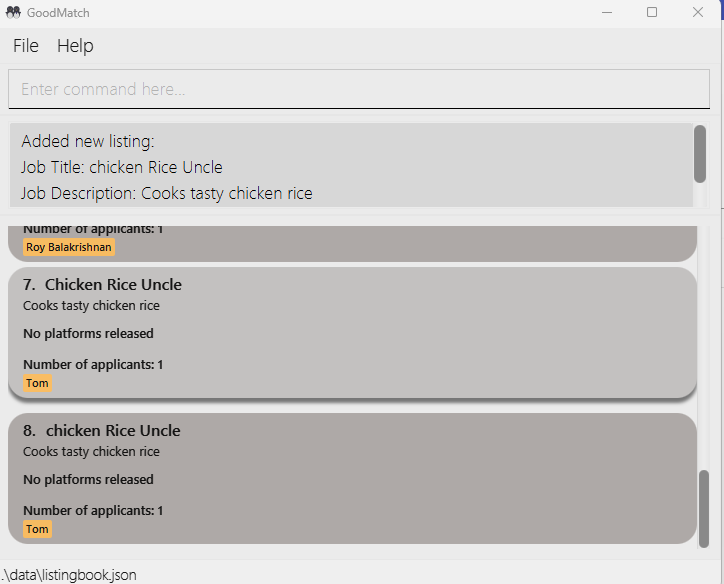 GoodMatch
File Help
Enter command here...
Added new listing:
Job Title: chicken Rice Uncle
Job Description: Cooks tasty chicken rice
Number of applicants: 1
Roy Balakrishnan
7. Chicken Rice Uncle
Cooks tasty chicken rice
No platforms released
Number of applicants: 1
Tom
8. chicken Rice Uncle
Cooks tasty chicken rice
No platforms released
Number of applicants: 1
Tom
.\data\listingbook.json